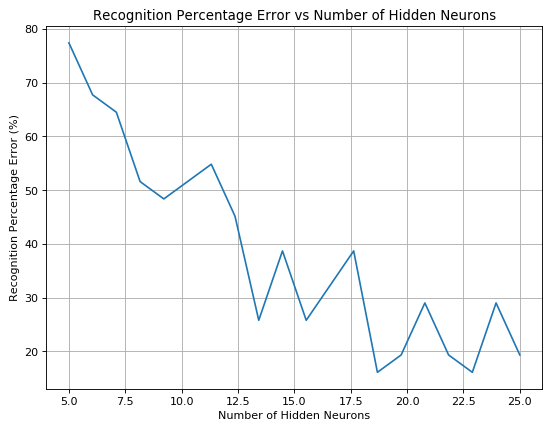 Recognition Percentage Error vs Number of Hidden Neurons
80
70
60
50
40
30
20
Recognition Percentage Error (%)
5.0 7.5 10.0 12.5 15.0 17.5 20.0 22.5 25.0
Number of Hidden Neurons